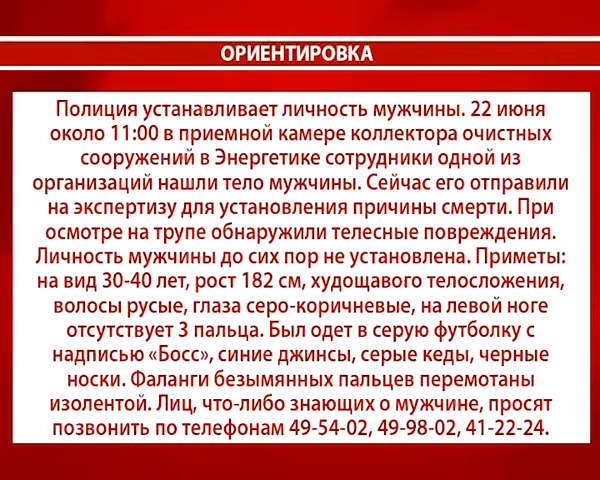 ОРИЕНТИРОВКА
Полиция устанавливает личность мужчины. 22 июня
около 11:00 в приемной камере коллектора очистных
сооружений в Энергетике сотрудники одной из
организаций нашли тело мужчины. Сейчас его отправили
на экспертизу для установления причины смерти. При
осмотре на трупе обнаружили телесные повреждения.
Личность мужчины до сих пор не установлена. Приметы:
на вид 30-40 лет, рост 182 см, худощавого телосложения,
волосы русые, глаза серо-коричневые, на левой ноге
отсутствует 3 пальца. Был одет в серую футболку с
надписью «Босс», синие джинсы, серые кеды, черные
носки. Фаланги безымянных пальцев перемотаны
изолентой. Лиц, что-либо знающих о мужчине, просят
позвонить по телефонам 49-54-02, 49-98-02, 41-22-24.